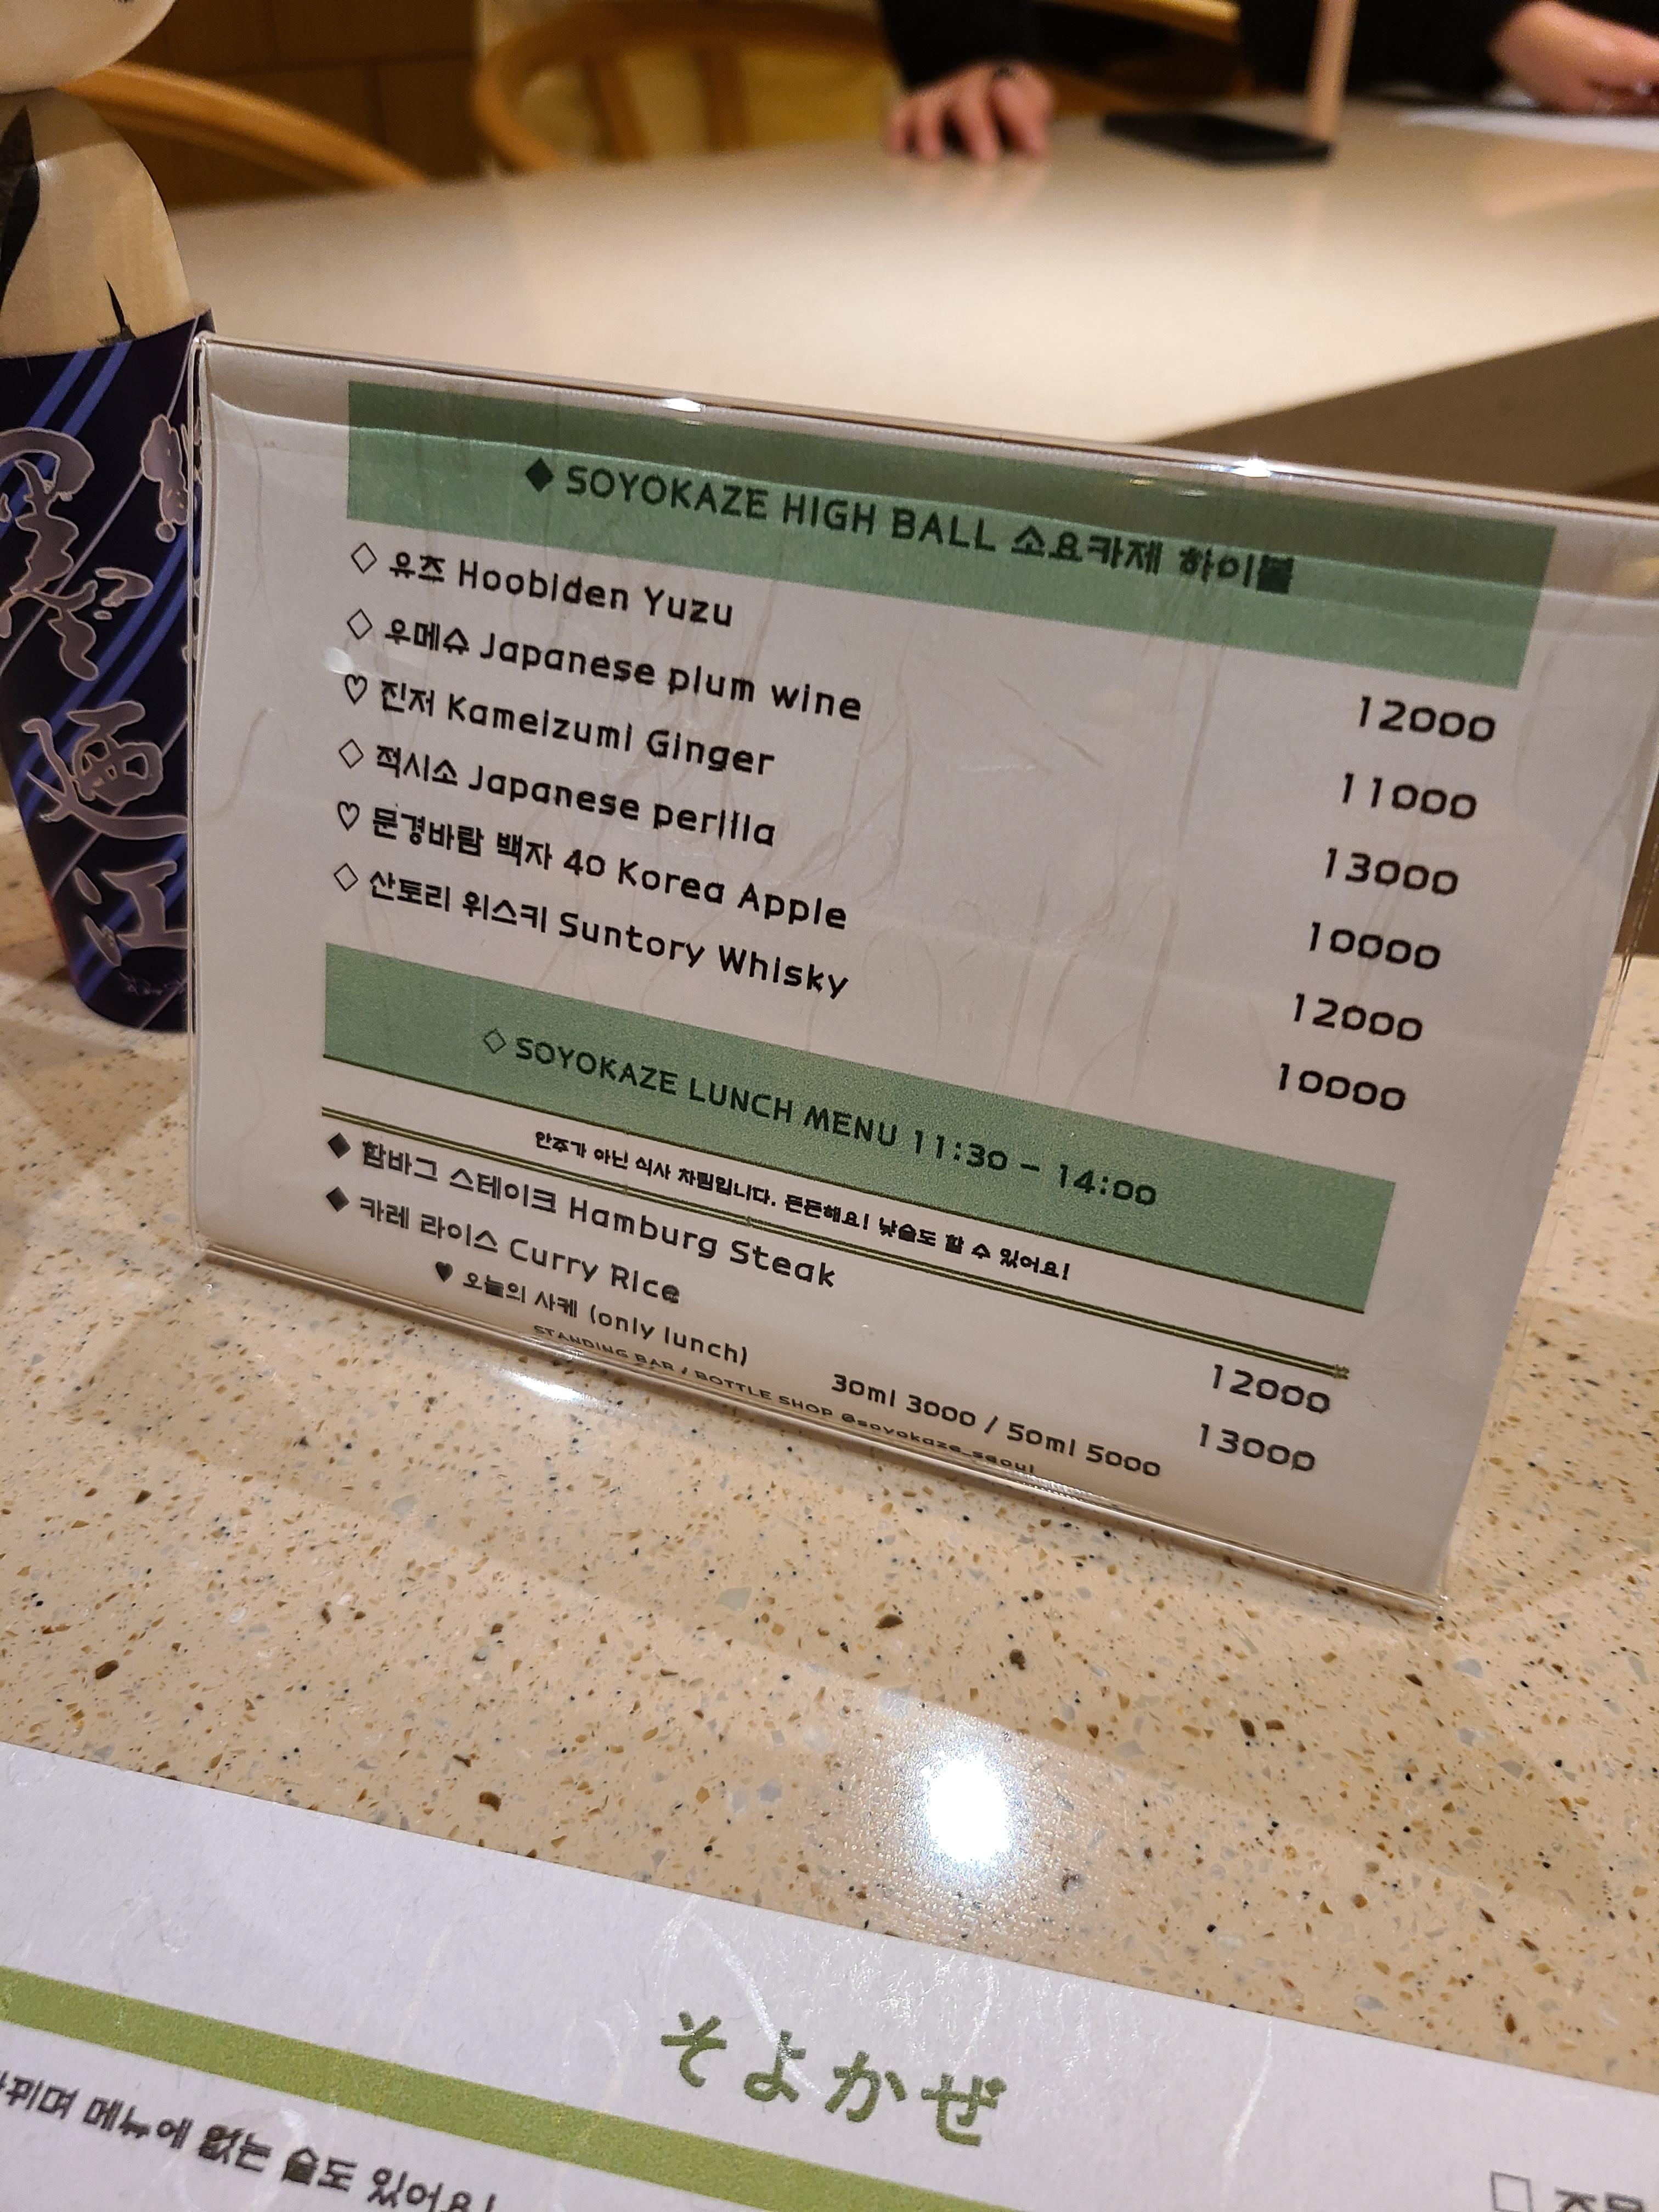 ◆ SOYOKAZE HIGH BALL 소요카제 하이볼
◇ 유즈 Hoobiden Yuzu 12000
◇ 우메슈 Japanese plum wine 11000
♡ 진저 Kameizumi Ginger 13000
◇ 적시소 Japanese perilla 10000
♡ 문경바람 백자 40 Korea Apple 12000
◇ 산토리 위스키 Suntory Whisky 10000
◇ SOYOKAZE LUNCH MENU 11:30 - 14:00
안주가 아닌 식사 차림입니다. 든든해요! 낮술도 할 수 있어요!
◆ 함바그 스테이크 Hamburg Steak 12000
◆ 카레 라이스 Curry Rice 13000
♥ 오늘의 사케 (only lunch) 30ml 3000 / 50ml 5000
STANDING BAR / BOTTLE SHOP @soyokaze_seoul
そよかぜ
메뉴에 없는 술도 있어요!